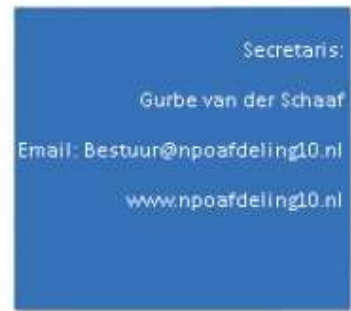 Secretaris:
Gurbe van der Schaaf
Email: Bestuur@npoafdeling10.nl
www.npoafdeling10.nl